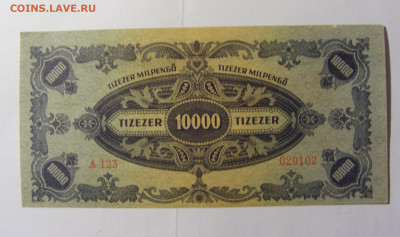 COINS.LAVE.RU
10000 TIZEZER MILPENGŐ 10000
TIZEZER MILPENGŐ
TIZEZER 10000 TIZEZER
A 123 029102
10000 10000